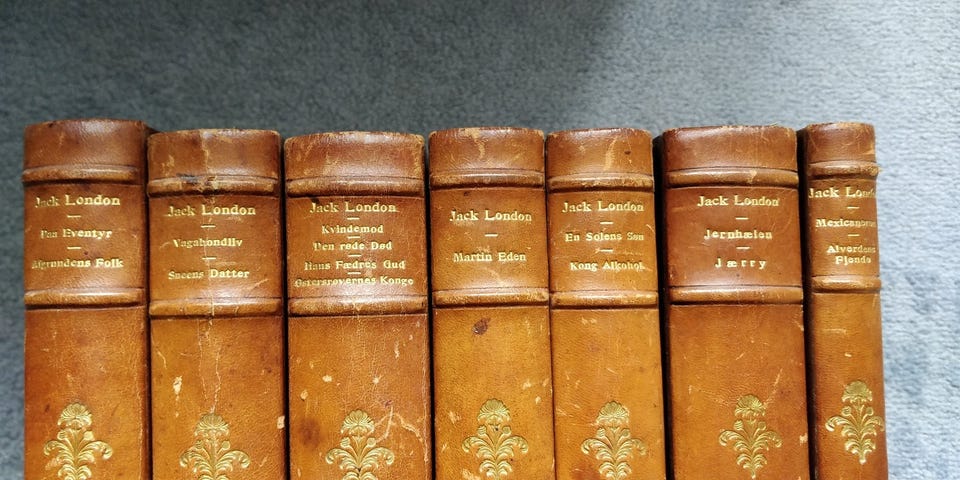 Jack London
Paa Eventyr
Afgrundens Folk
Jack London
Vagabondliv
Sneens Datter
Jack London
Kvindemod
Den røde Død
Hans Fædres Gud
Østersrøvernes Konge
Jack London
Martin Eden
Jack London
En Solens Søn
Kong Alkohol
Jack London
Jernhælen
Jærry
Jack London
Mexicaneren
Alverdens
Fjende